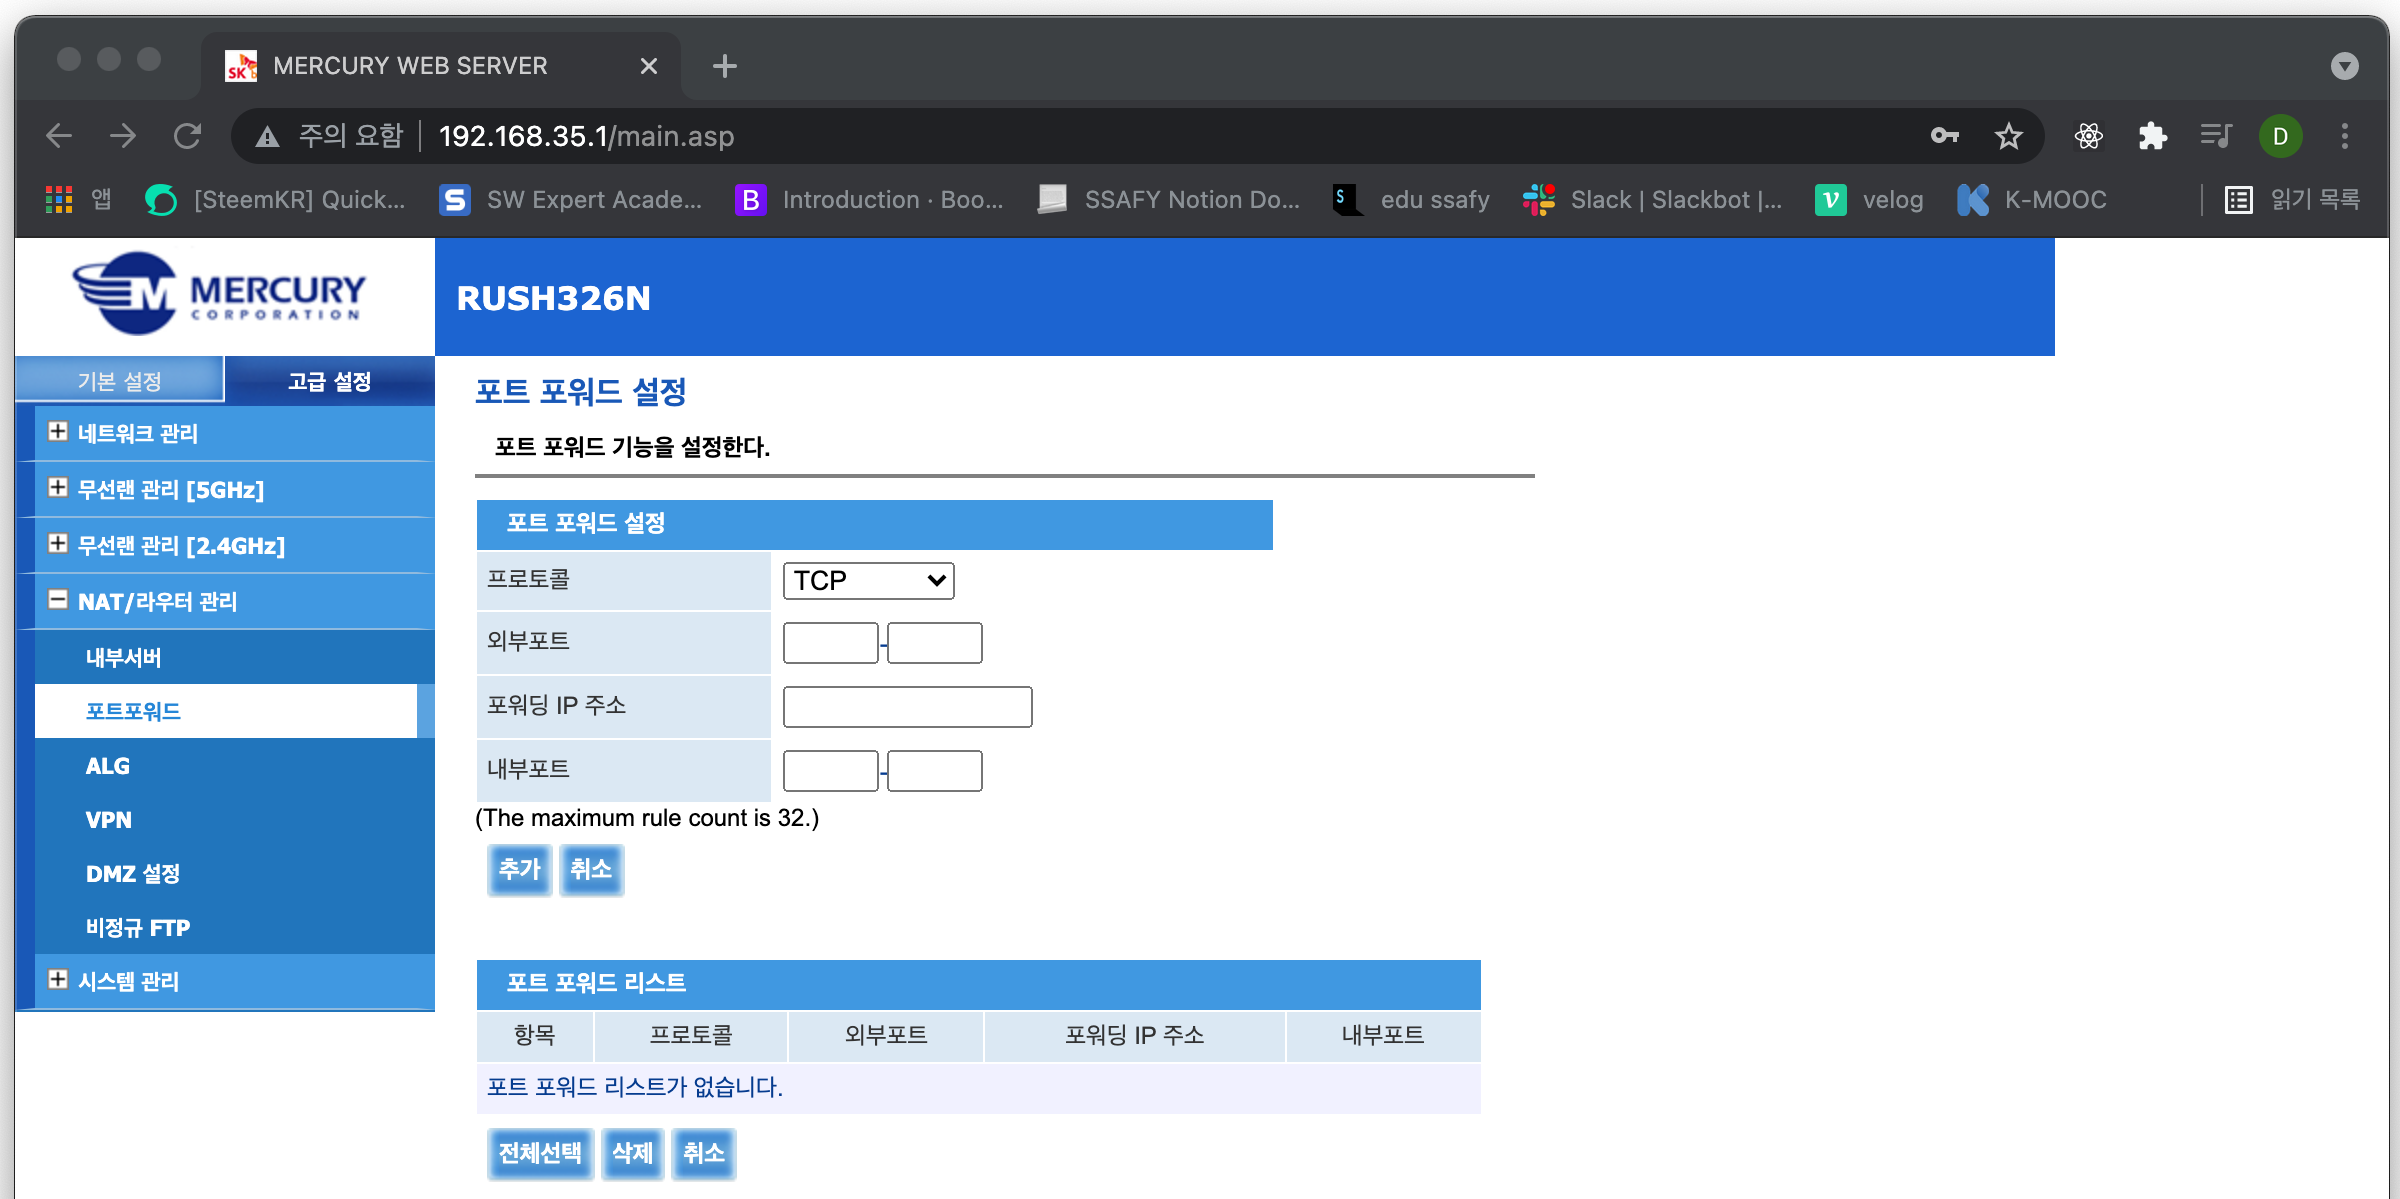 SK
MERCURY WEB SERVER
주의 요함 | 192.168.35.1/main.asp
D
앱
[SteemKR] Quick...
S
SW Expert Acade...
B
Introduction · Boo...
SSAFY Notion Do...
$
edu ssafy
Slack | Slackbot |...
v
velog
K-MOOC
읽기 목록
M MERCURY
CORPORATION
RUSH326N
기본 설정
고급 설정
네트워크 관리
무선랜 관리 [5GHz]
무선랜 관리 [2.4GHz]
NAT/라우터 관리
내부서버
포트포워드
ALG
VPN
DMZ 설정
비정규 FTP
시스템 관리
포트 포워드 설정
포트 포워드 기능을 설정한다.
포트 포워드 설정
프로토콜 TCP
외부포트 -
포워딩 IP 주소
내부포트 -
(The maximum rule count is 32.)
추가 취소
포트 포워드 리스트
항목 프로토콜 외부포트 포워딩 IP 주소 내부포트
포트 포워드 리스트가 없습니다.
전체선택 삭제 취소